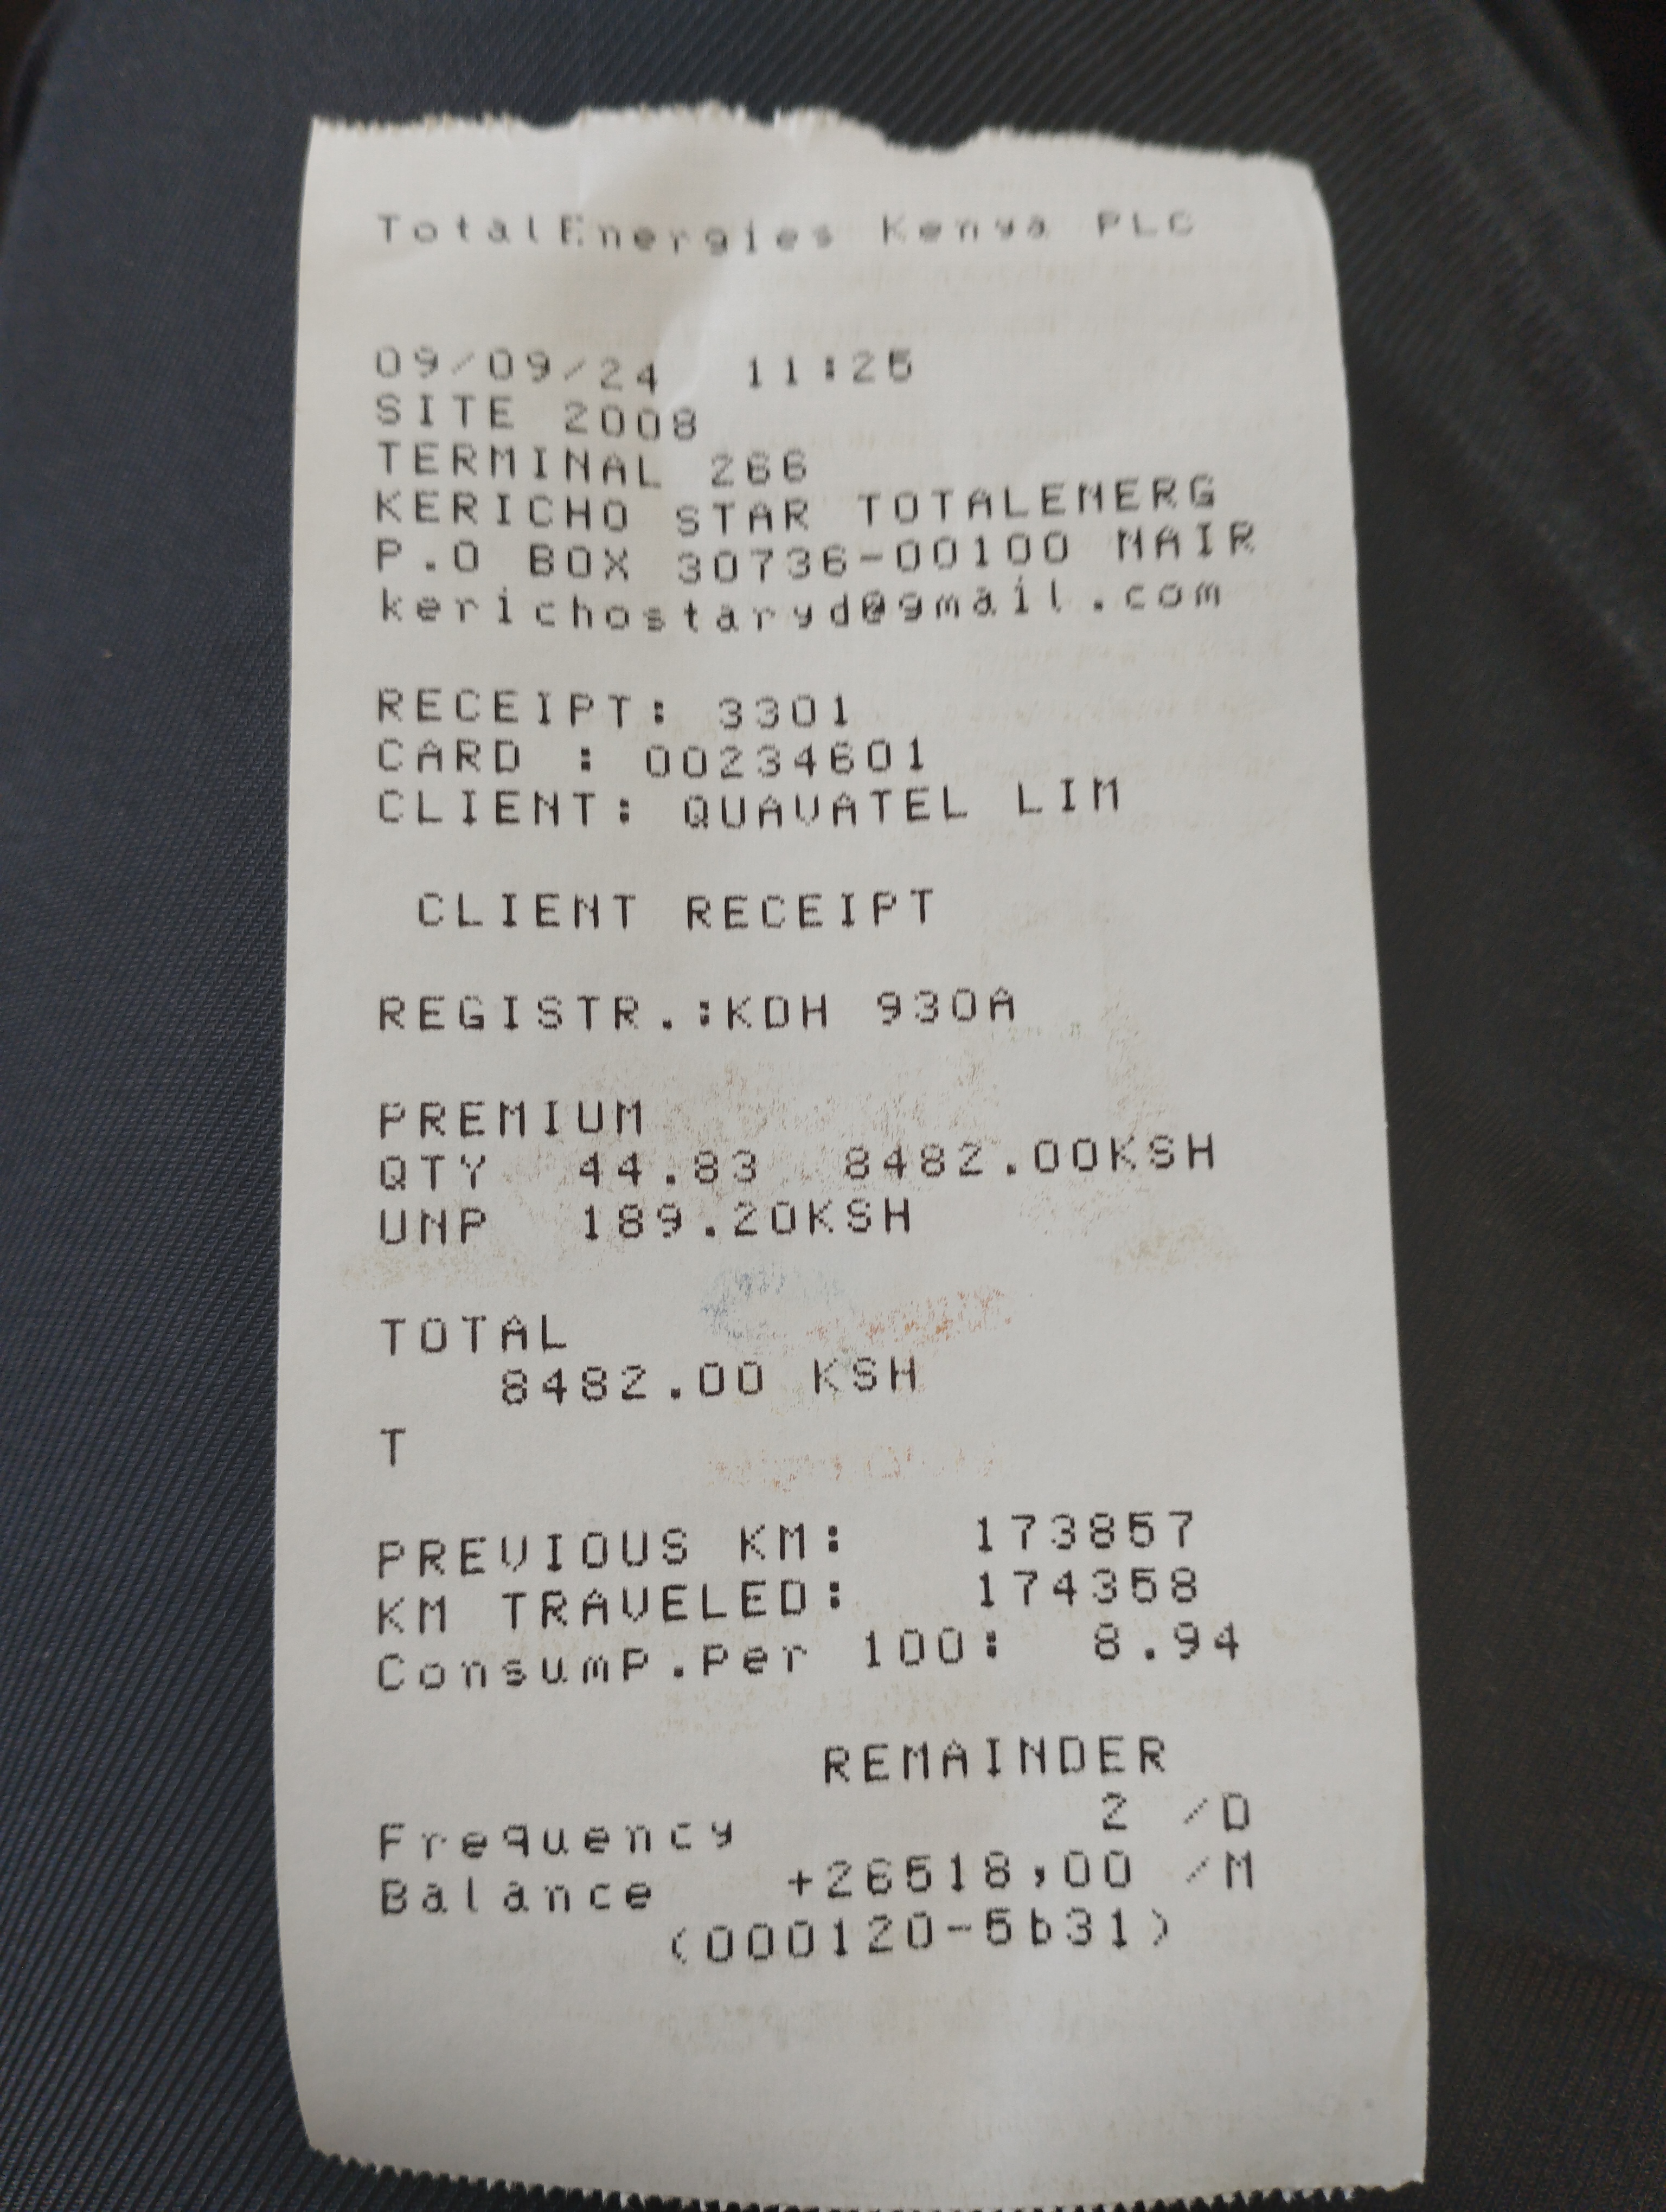 TotalEnergies Kenya PLC
09/09/24 11:25
SITE 2008
TERMINAL 266
KERICHO STAR TOTALENERG
P.O BOX 30736-00100 NAIR
kerichostaryd@gmail.com
RECEIPT: 3301
CARD : 00234601
CLIENT: QUAVATEL LIM
CLIENT RECEIPT
REGISTR.:KDH 930A
PREMIUM
QTY 44.83 8482.00KSH
UNP 189.20KSH
TOTAL
8482.00 KSH
T
PREVIOUS KM: 173857
KM TRAVELED: 174358
Consump.Per 100: 8.94
REMAINDER
Frequency 2 /D
Balance +26518,00 /M
(000120-5b31)